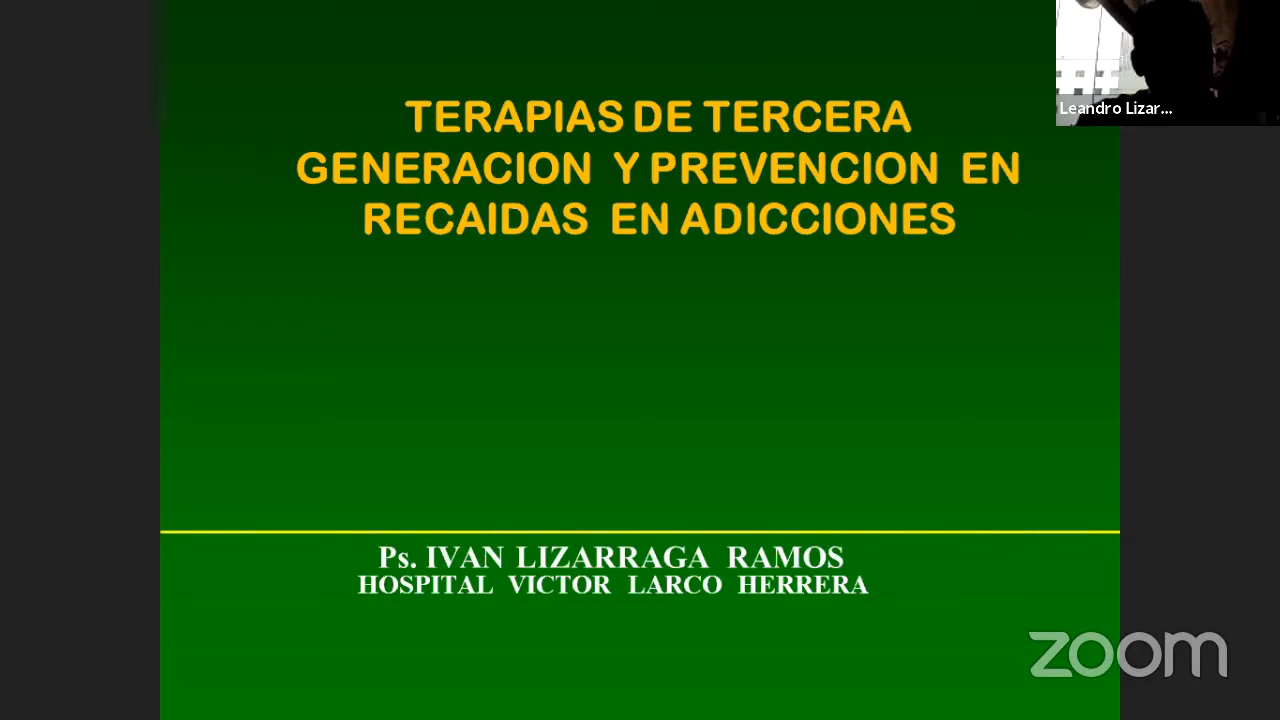 TERAPIAS DE TERCERA
GENERACION Y PREVENCION EN
RECAIDAS EN ADICCIONES
Leandro Lizar...
Ps. IVAN LIZARRAGA RAMOS
HOSPITAL VICTOR LARCO HERRERA
zoom